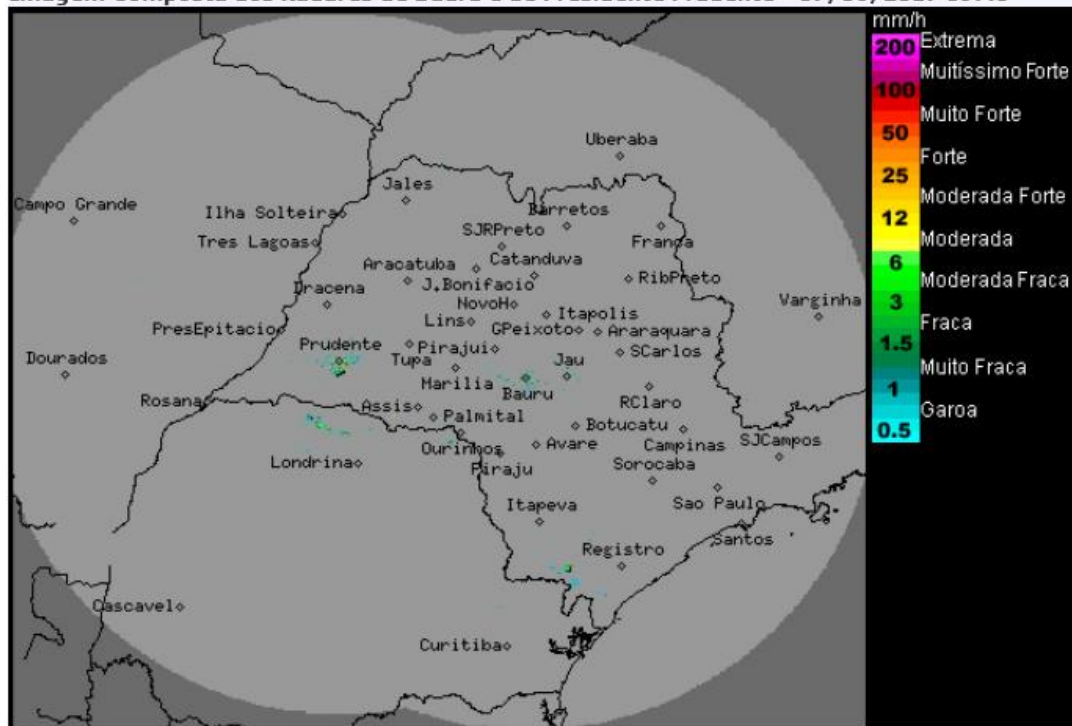 mm/h
200 Extrema
Muitíssimo Forte
100
Muito Forte
50
Forte
25
Moderada Forte
12
Moderada
6
Moderada Fraca
3
Fraca
1.5
Muito Fraca
1
Garoa
0.5
Uberaba
Jales
Campo Grande
Ilha Solteira
Barretos
Tres Lagoas
SJRPreto
Franca
Aracatuba
Catanduva
Dracena
J.Bonifacio
RibPreto
NovoH
Varginha
Itapolis
PresEpitacio
Lins
GPeixoto
Araraquara
Prudente
Tupa
Pirajui
SCarlos
Dourados
Marilia
Jau
Bauru
Rosana
Assis
RClaro
Palmital
Botucatu
Ourinhos
Avare
Campinas
SJCampos
Londrina
Piraju
Sorocaba
Itapeva
Sao Paulo
Santos
Registro
Cascavel
Curitiba